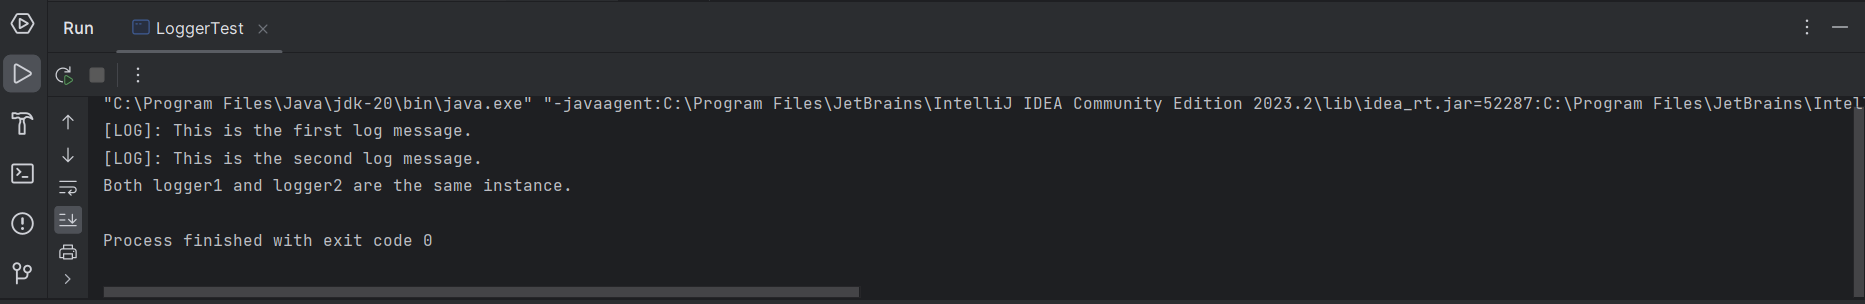 Run LoggerTest
"C:\Program Files\Java\jdk-20\bin\java.exe" "-javaagent:C:\Program Files\JetBrains\IntelliJ IDEA Community Edition 2023.2\lib\idea_rt.jar=52287:C:\Program Files\JetBrains\Intell
[LOG]: This is the first log message.
[LOG]: This is the second log message.
Both logger1 and logger2 are the same instance.
Process finished with exit code 0